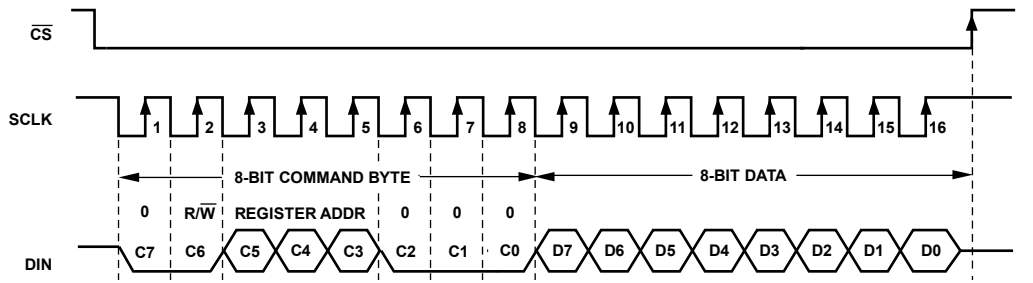 CS
SCLK
1 2 3 4 5 6 7 8 9 10 11 12 13 14 15 16
8-BIT COMMAND BYTE 8-BIT DATA
0 R/W REGISTER ADDR 0 0 0
DIN C7 C6 C5 C4 C3 C2 C1 C0 D7 D6 D5 D4 D3 D2 D1 D0